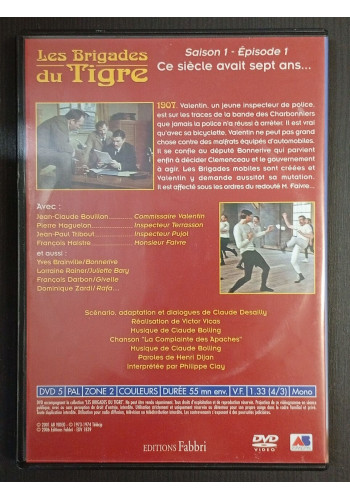 Les Brigades
du Tigre
Saison 1 - Épisode 1
Ce siècle avait sept ans...
1907. Valentin, un jeune inspecteur de police,
est sur les traces de la bande des Charbonniers
que jamais la police n'a réussi à arrêter. Il est vrai
qu'avec sa bicyclette, Valentin ne peut pas grand
chose contre des malfrats équipés d'automobiles.
Il se confie au député Bonnerive qui parvient
enfin à décider Clemenceau et le gouvernement
à agir. Les Brigades mobiles sont créées et
Valentin y demande aussitôt sa mutation.
Il est affecté sous les ordres du redouté M. Faivre...
Avec :
Jean-Claude Bouillon.......... Commissaire Valentin
Pierre Maguelon.......... Inspecteur Terrasson
Jean-Paul Tribout.......... Inspecteur Pujol
François Maistre.......... Monsieur Faivre
et aussi :
Yves Brainville/Bonnerive
Lorraine Rainer/Juliette Bary
François Darbon/Givelle
Dominique Zardi/Rafa...
Scénario, adaptation et dialogues de Claude Desailly
Réalisation de Victor Vicas
Musique de Claude Bolling
Chanson "La Complainte des Apaches"
Musique de Claude Bolling
Paroles de Henri Djian
Interprétée par Philippe Clay
DVD 5 | PAL | ZONE 2 | COULEURS | DURÉE 55 mn env. | V.F. | 1.33 (4/3) | Mono
EDITIONS Fabbri
DVD
VIDEO
AB